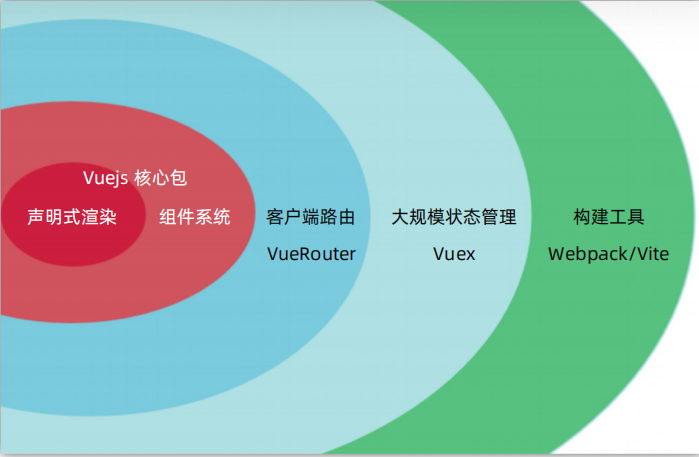 Vuejs 核心包
声明式渲染
组件系统
客户端路由
VueRouter
大规模状态管理
Vuex
构建工具
Webpack/Vite